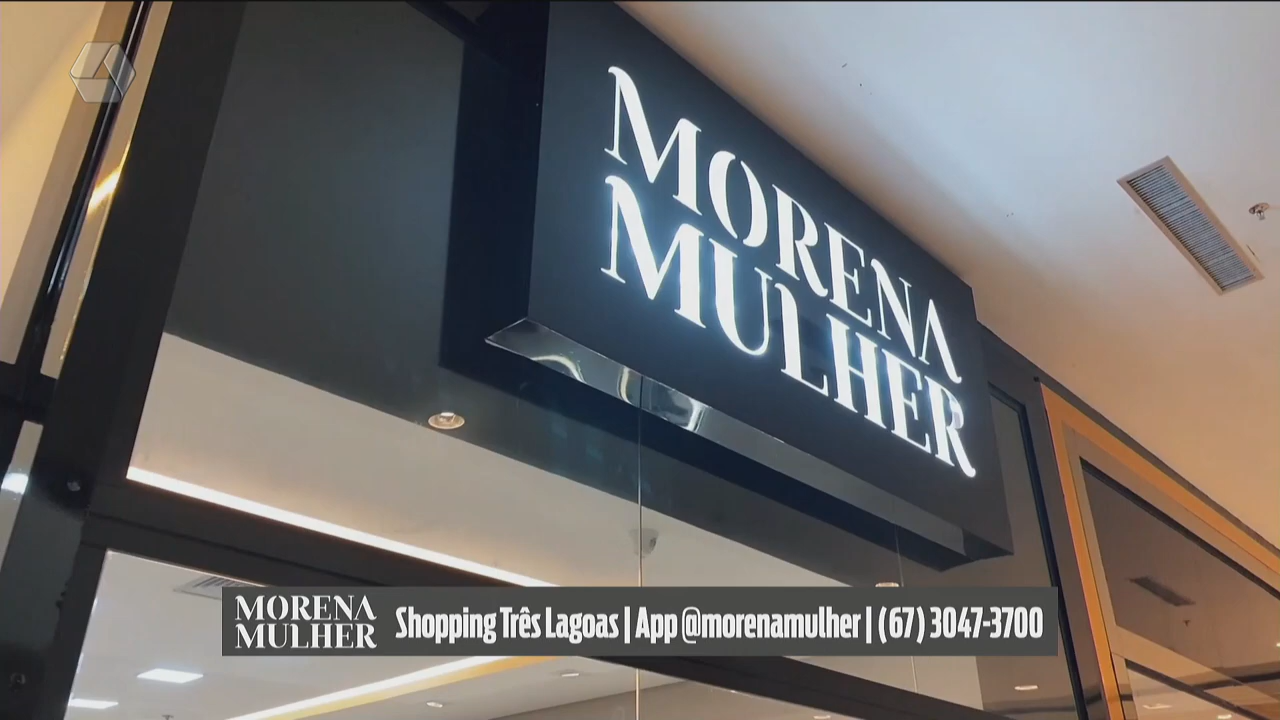 MORENA
MULHER
MORENA
MULHER
Shopping Três Lagoas | App @morenamulher | (67) 3047-3700